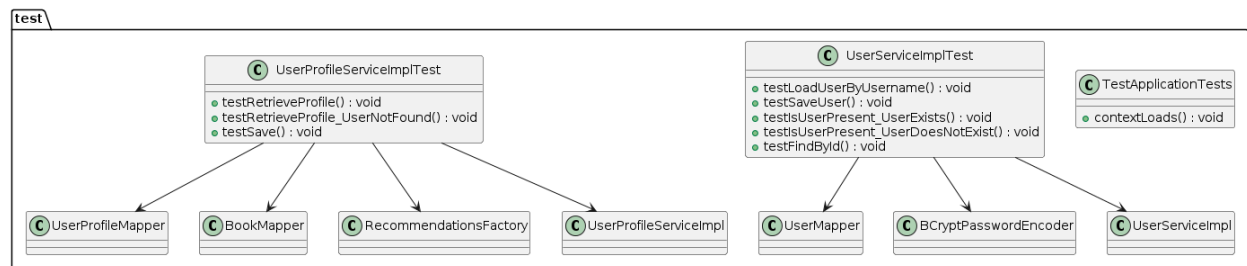 test
C UserProfileServiceImplTest
testRetrieveProfile() : void
testRetrieveProfile_UserNotFound() : void
testSave() : void
C UserServiceImplTest
testLoadUserByUsername() : void
testSaveUser() : void
testIsUserPresent_UserExists() : void
testIsUserPresent_UserDoesNotExist() : void
testFindById() : void
C TestApplicationTests
contextLoads() : void
C UserProfileMapper
C BookMapper
C RecommendationsFactory
C UserProfileServiceImpl
C UserMapper
C BCryptPasswordEncoder
C UserServiceImpl